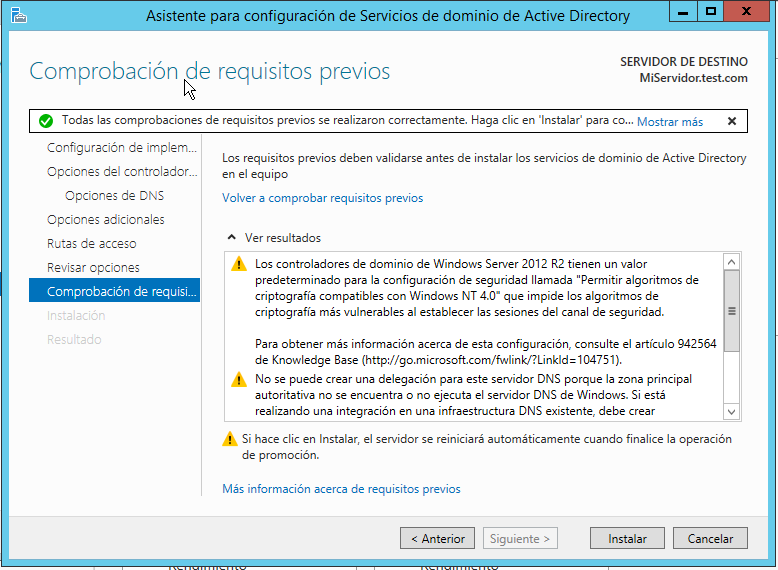 Asistente para configuración de Servicios de dominio de Active Directory
Comprobación de requisitos previos
SERVIDOR DE DESTINO
MiServidor.test.com
Todas las comprobaciones de requisitos previos se realizaron correctamente. Haga clic en 'Instalar' para co... Mostrar más
Configuración de implem...
Opciones del controlador...
Opciones de DNS
Opciones adicionales
Rutas de acceso
Revisar opciones
Comprobación de requisi...
Instalación
Resultado
Los requisitos previos deben validarse antes de instalar los servicios de dominio de Active Directory
en el equipo
Volver a comprobar requisitos previos
Ver resultados
Los controladores de dominio de Windows Server 2012 R2 tienen un valor
predeterminado para la configuración de seguridad llamada "Permitir algoritmos de
criptografía compatibles con Windows NT 4.0" que impide los algoritmos de
criptografía más vulnerables al establecer las sesiones del canal de seguridad.
Para obtener más información acerca de esta configuración, consulte el artículo 942564
de Knowledge Base (http://go.microsoft.com/fwlink/?LinkId=104751).
No se puede crear una delegación para este servidor DNS porque la zona principal
autoritativa no se encuentra o no ejecuta el servidor DNS de Windows. Si está
realizando una integración en una infraestructura DNS existente, debe crear
Si hace clic en Instalar, el servidor se reiniciará automáticamente cuando finalice la operación
de promoción.
Más información acerca de requisitos previos
< Anterior
Siguiente >
Instalar
Cancelar
Rendimiento
Rendimiento